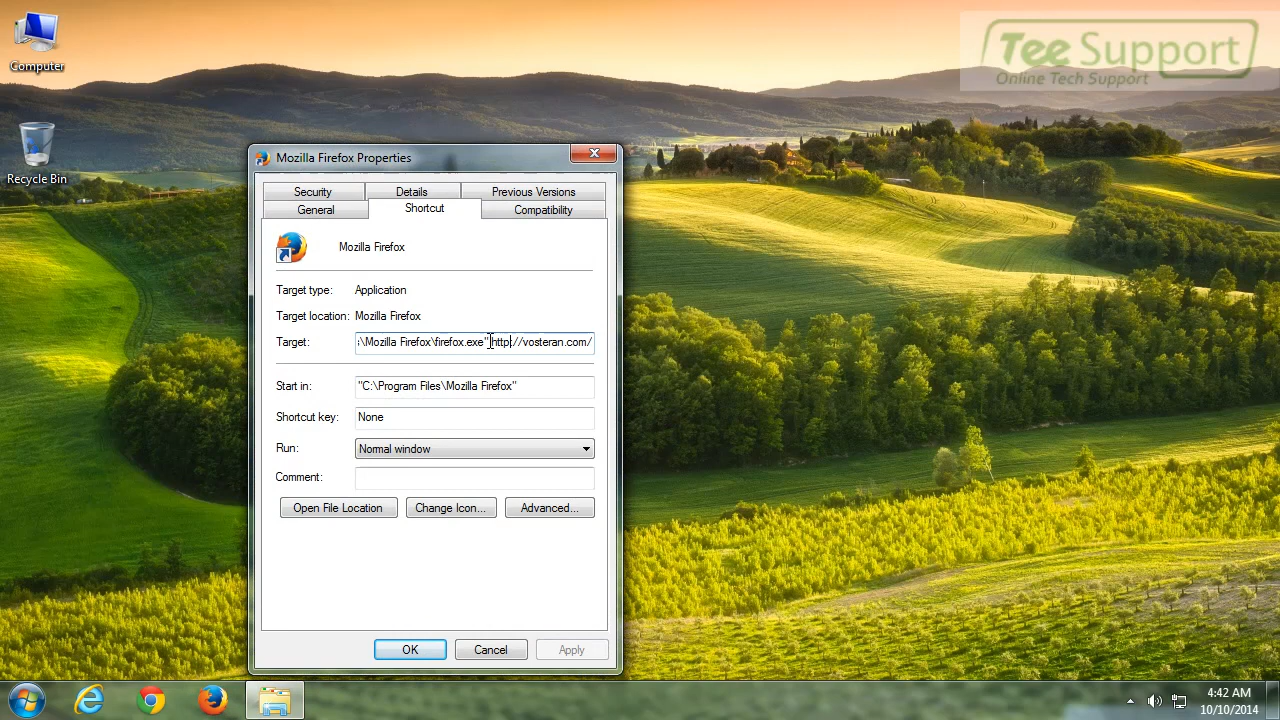 Computer
Recycle Bin
Tee Support
Online Tech Support
Mozilla Firefox Properties
Security Details Previous Versions
General Shortcut Compatibility
Mozilla Firefox
Target type: Application
Target location: Mozilla Firefox
Target: :\Mozilla Firefox\firefox.exe" http://vosteran.com/
Start in: "C:\Program Files\Mozilla Firefox"
Shortcut key: None
Run: Normal window
Comment:
Open File Location Change Icon... Advanced...
OK Cancel Apply
4:42 AM
10/10/2014